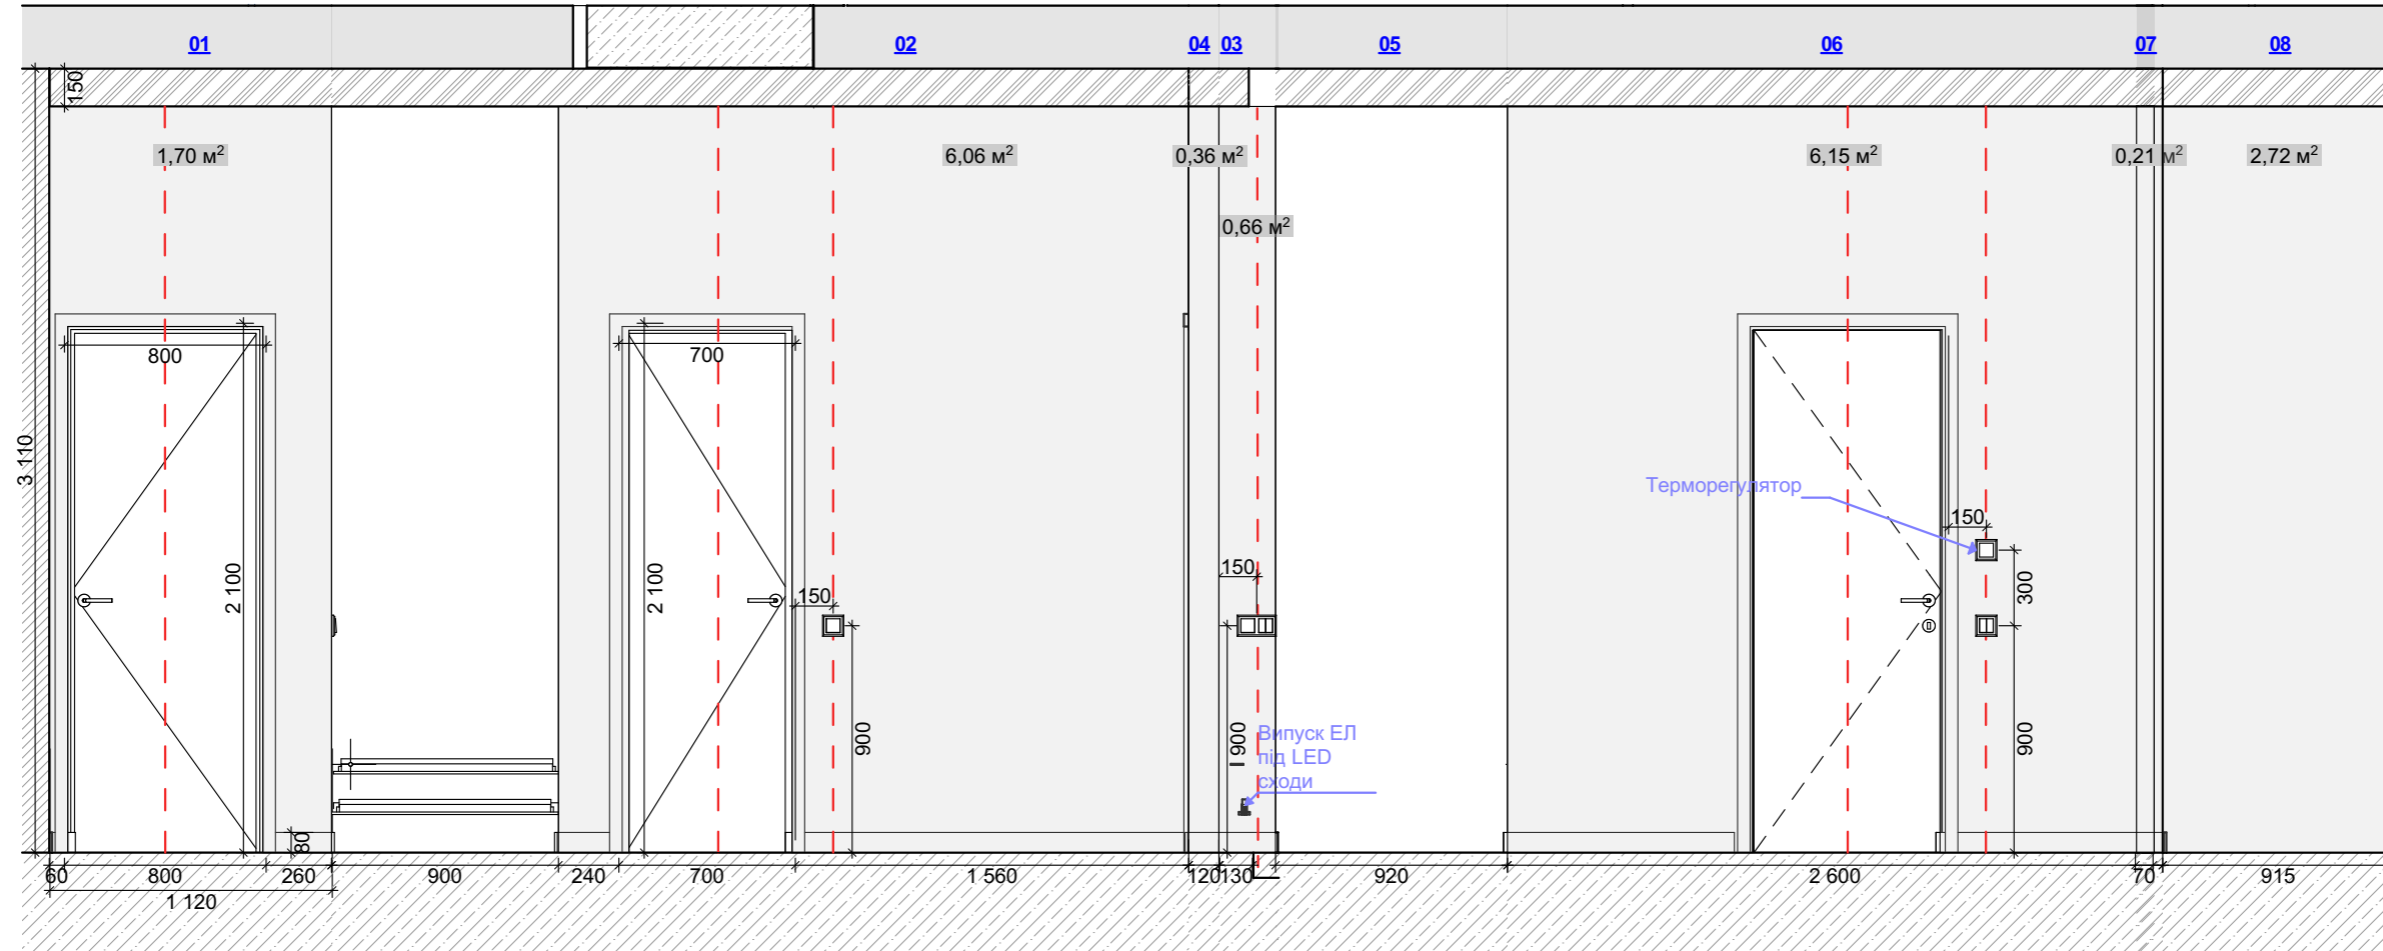 01 02 04 03 05 06 07 08
150
1,70 м² 6,06 м² 0,36 м² 6,15 м² 0,21 м² 2,72 м²
0,66 м²
800 700
3 110
Терморегулятор
150
150
2 100 2 100 150 300
900 900 900
Випуск ЕЛ
під LED
сходи
80
60 800 260 900 240 700 1 560 120 130 920 2 600 70 915
1 120